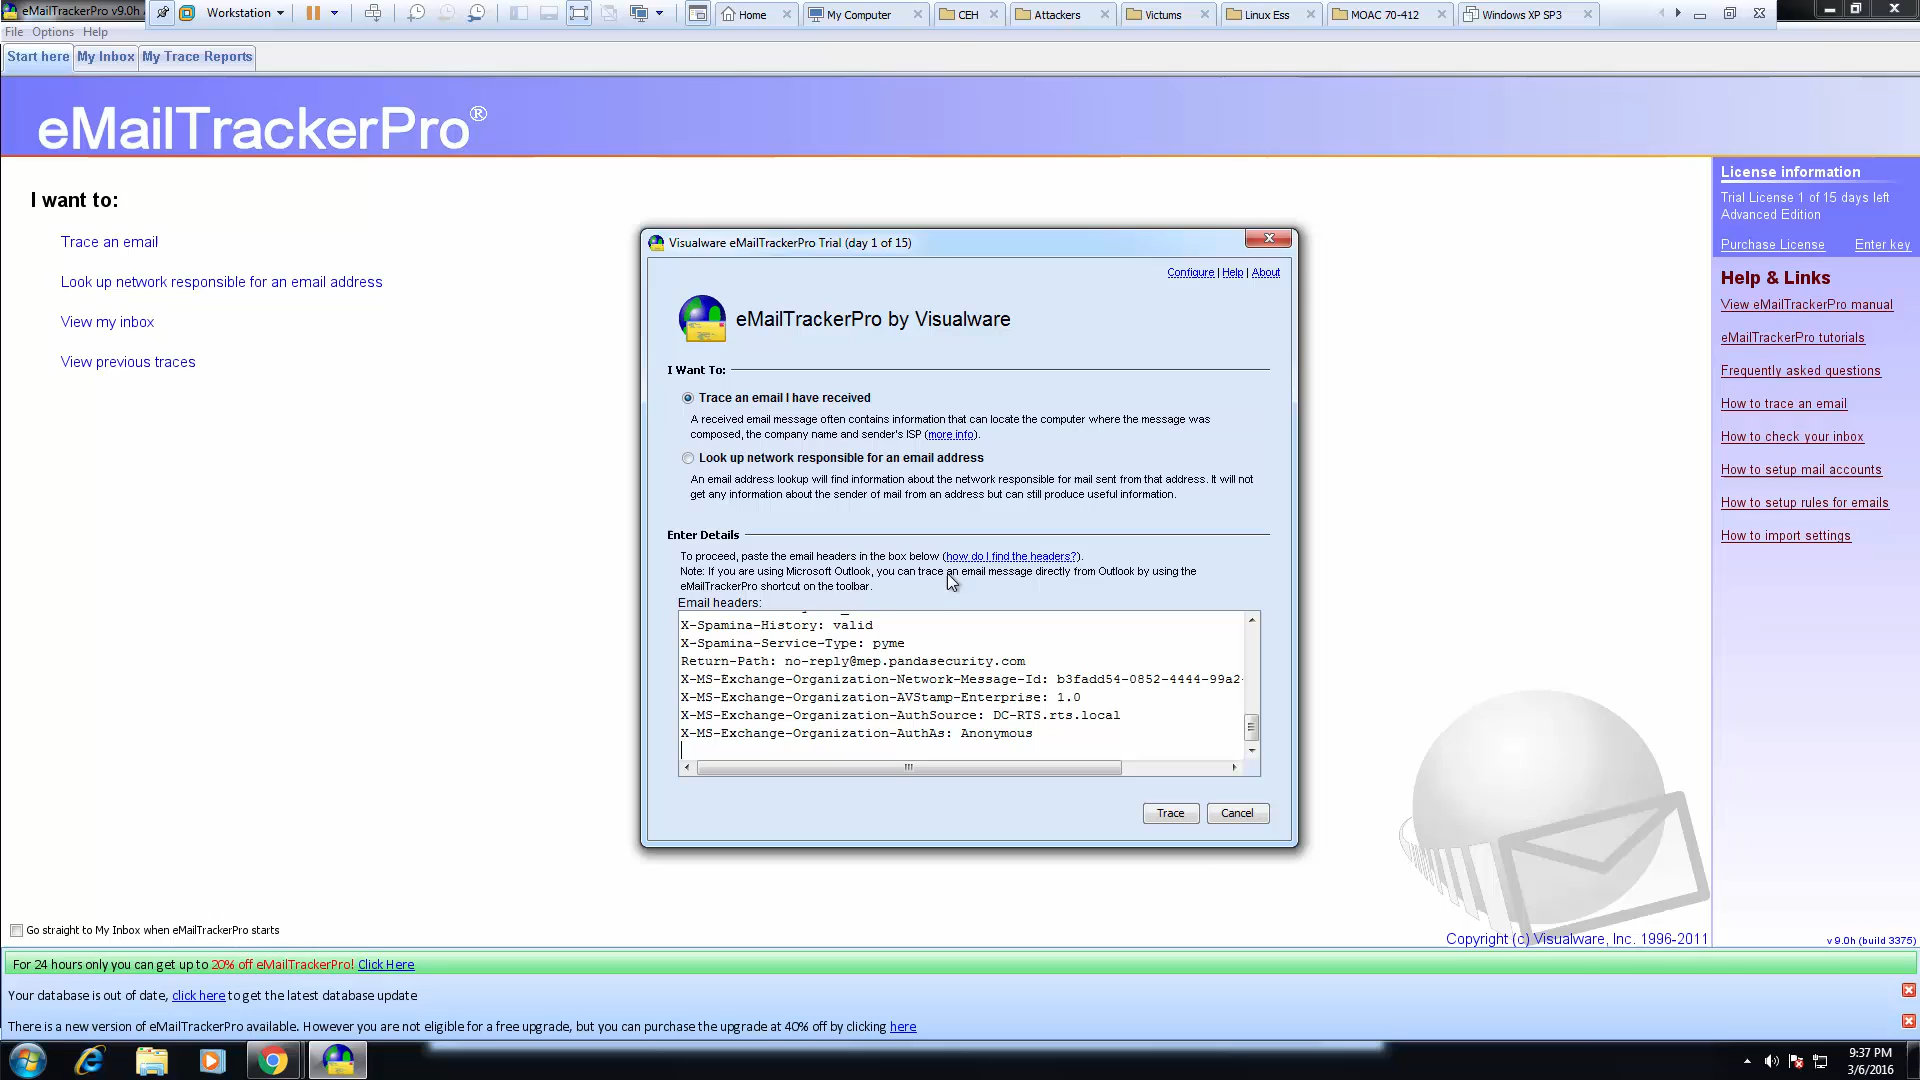 eMailTrackerPro v9.0h
Workstation
Home
My Computer
CEH
Attackers
Victums
Linux Ess
MOAC 70-412
Windows XP SP3
File Options Help
Start here
My Inbox
My Trace Reports
eMailTrackerPro®
I want to:
Trace an email
Look up network responsible for an email address
View my inbox
View previous traces
License information
Trial License 1 of 15 days left
Advanced Edition
Purchase License Enter key
Help & Links
View eMailTrackerPro manual
eMailTrackerPro tutorials
Frequently asked questions
How to trace an email
How to check your inbox
How to setup mail accounts
How to setup rules for emails
How to import settings
Visualware eMailTrackerPro Trial (day 1 of 15)
Configure | Help | About
eMailTrackerPro by Visualware
I Want To:
Trace an email I have received
A received email message often contains information that can locate the computer where the message was
composed, the company name and sender's ISP (more info).
Look up network responsible for an email address
An email address lookup will find information about the network responsible for mail sent from that address. It will not
get any information about the sender of mail from an address but can still produce useful information.
Enter Details
To proceed, paste the email headers in the box below (how do I find the headers?).
Note: If you are using Microsoft Outlook, you can trace an email message directly from Outlook by using the
eMailTrackerPro shortcut on the toolbar.
Email headers:
X-Spamina-History: valid
X-Spamina-Service-Type: pyme
Return-Path: no-reply@mep.pandasecurity.com
X-MS-Exchange-Organization-Network-Message-Id: b3fadd54-0852-4444-99a2-
X-MS-Exchange-Organization-AVStamp-Enterprise: 1.0
X-MS-Exchange-Organization-AuthSource: DC-RTS.rts.local
X-MS-Exchange-Organization-AuthAs: Anonymous
Trace
Cancel
Go straight to My Inbox when eMailTrackerPro starts
Copyright (c) Visualware, Inc. 1996-2011
v 9.0h (build 3375)
For 24 hours only you can get up to 20% off eMailTrackerPro! Click Here
Your database is out of date, click here to get the latest database update
There is a new version of eMailTrackerPro available. However you are not eligible for a free upgrade, but you can purchase the upgrade at 40% off by clicking here
9:37 PM
3/6/2016